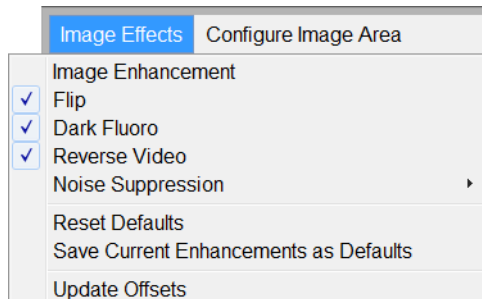 Image Effects Configure Image Area
Image Enhancement
Flip
Dark Fluoro
Reverse Video
Noise Suppression
Reset Defaults
Save Current Enhancements as Defaults
Update Offsets